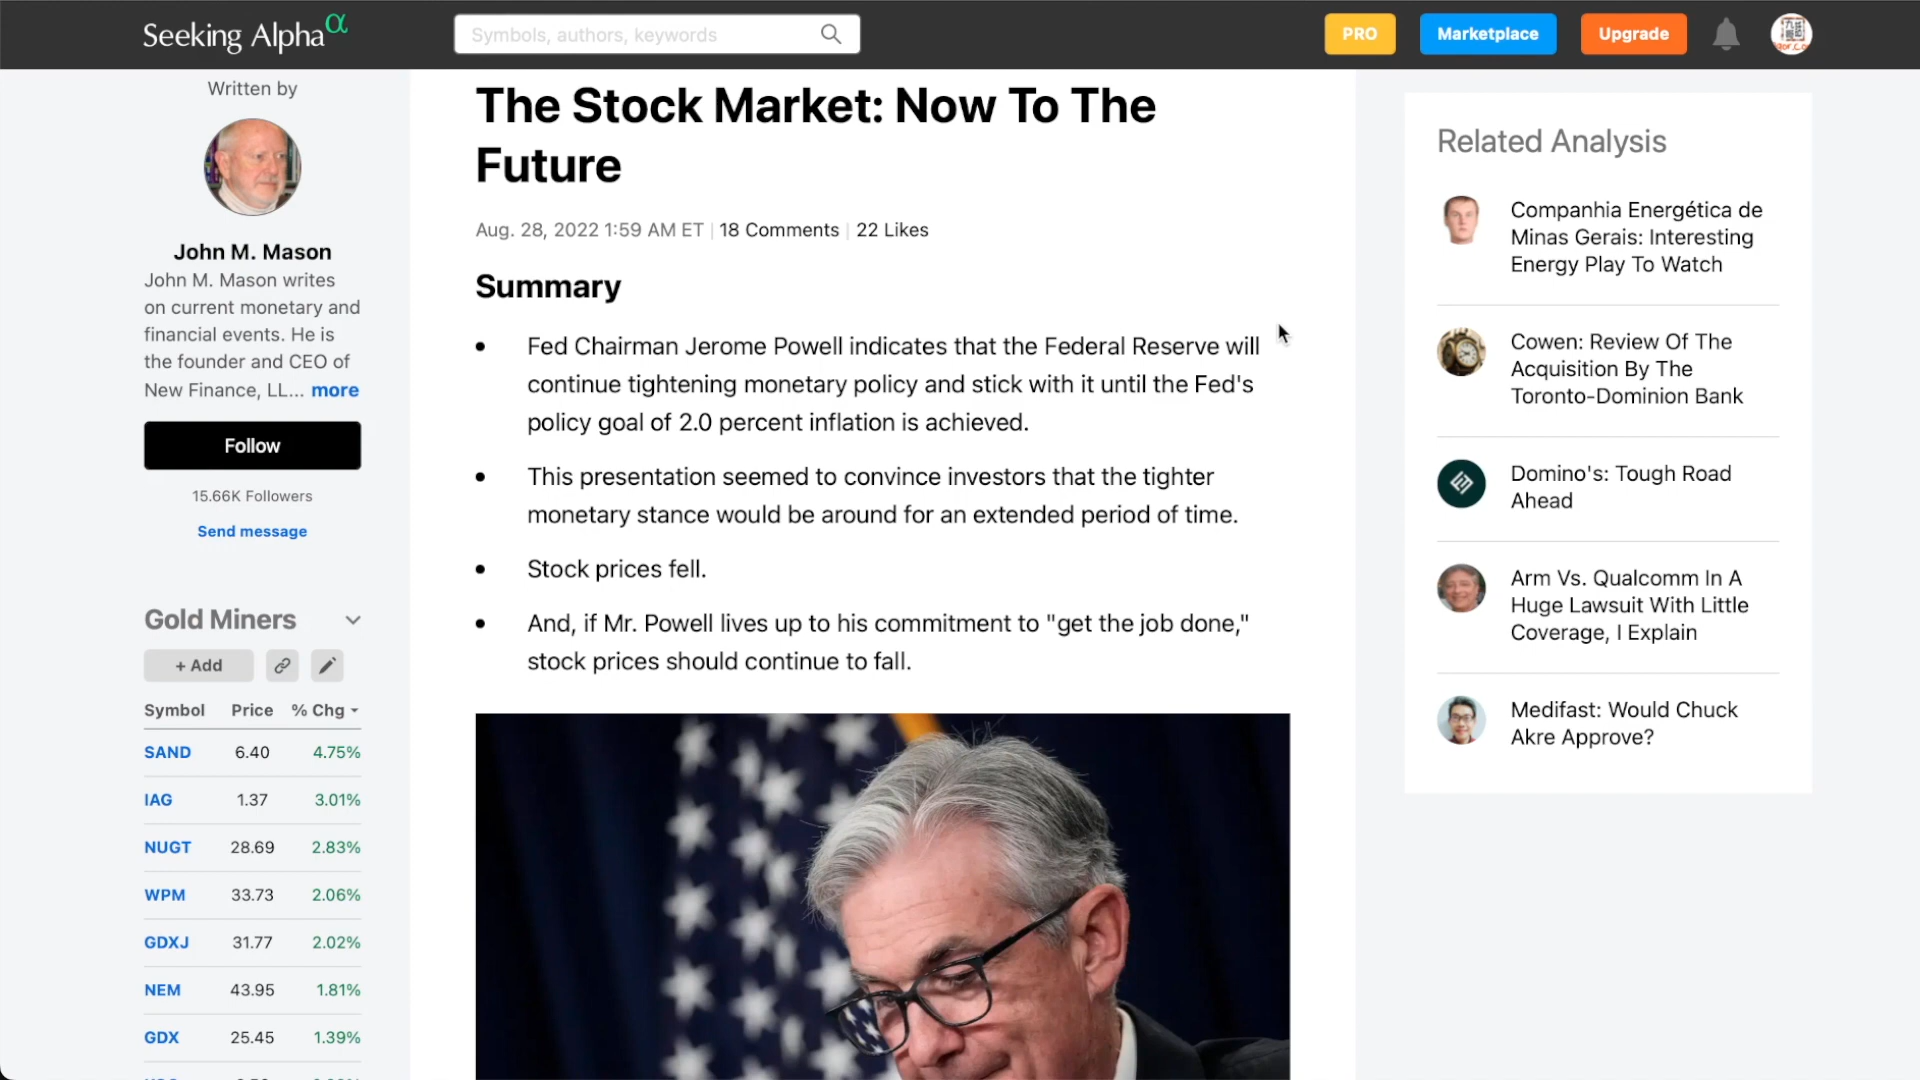 Seeking Alpha α
Symbols, authors, keywords
PRO
Marketplace
Upgrade
Written by
John M. Mason
John M. Mason writes
on current monetary and
financial events. He is
the founder and CEO of
New Finance, LL... more
Follow
15.66K Followers
Send message
Gold Miners
+ Add
Symbol Price % Chg
SAND 6.40 4.75%
IAG 1.37 3.01%
NUGT 28.69 2.83%
WPM 33.73 2.06%
GDXJ 31.77 2.02%
NEM 43.95 1.81%
GDX 25.45 1.39%
The Stock Market: Now To The
Future
Aug. 28, 2022 1:59 AM ET | 18 Comments | 22 Likes
Summary
• Fed Chairman Jerome Powell indicates that the Federal Reserve will
continue tightening monetary policy and stick with it until the Fed's
policy goal of 2.0 percent inflation is achieved.
• This presentation seemed to convince investors that the tighter
monetary stance would be around for an extended period of time.
• Stock prices fell.
• And, if Mr. Powell lives up to his commitment to "get the job done,"
stock prices should continue to fall.
Related Analysis
Companhia Energética de
Minas Gerais: Interesting
Energy Play To Watch
Cowen: Review Of The
Acquisition By The
Toronto-Dominion Bank
Domino's: Tough Road
Ahead
Arm Vs. Qualcomm In A
Huge Lawsuit With Little
Coverage, I Explain
Medifast: Would Chuck
Akre Approve?